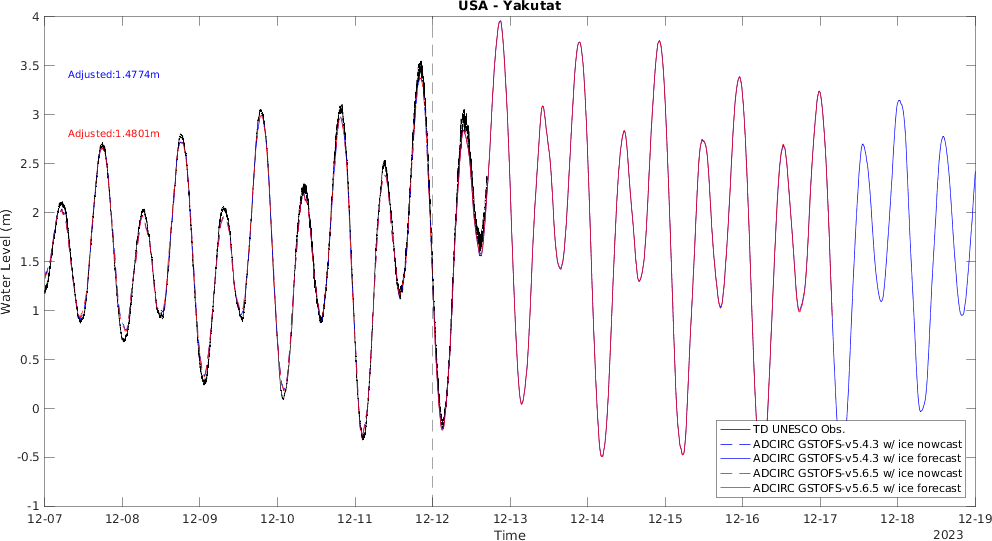 USA - Yakutat
4
3.5
3
2.5
2
1.5
1
0.5
0
-0.5
-1
Water Level (m)
Adjusted:1.4774m
Adjusted:1.4801m
TD UNESCO Obs.
ADCIRC GSTOFS-v5.4.3 w/ ice nowcast
ADCIRC GSTOFS-v5.4.3 w/ ice forecast
ADCIRC GSTOFS-v5.6.5 w/ ice nowcast
ADCIRC GSTOFS-v5.6.5 w/ ice forecast
12-07 12-08 12-09 12-10 12-11 12-12 12-13 12-14 12-15 12-16 12-17 12-18 12-19
Time
2023